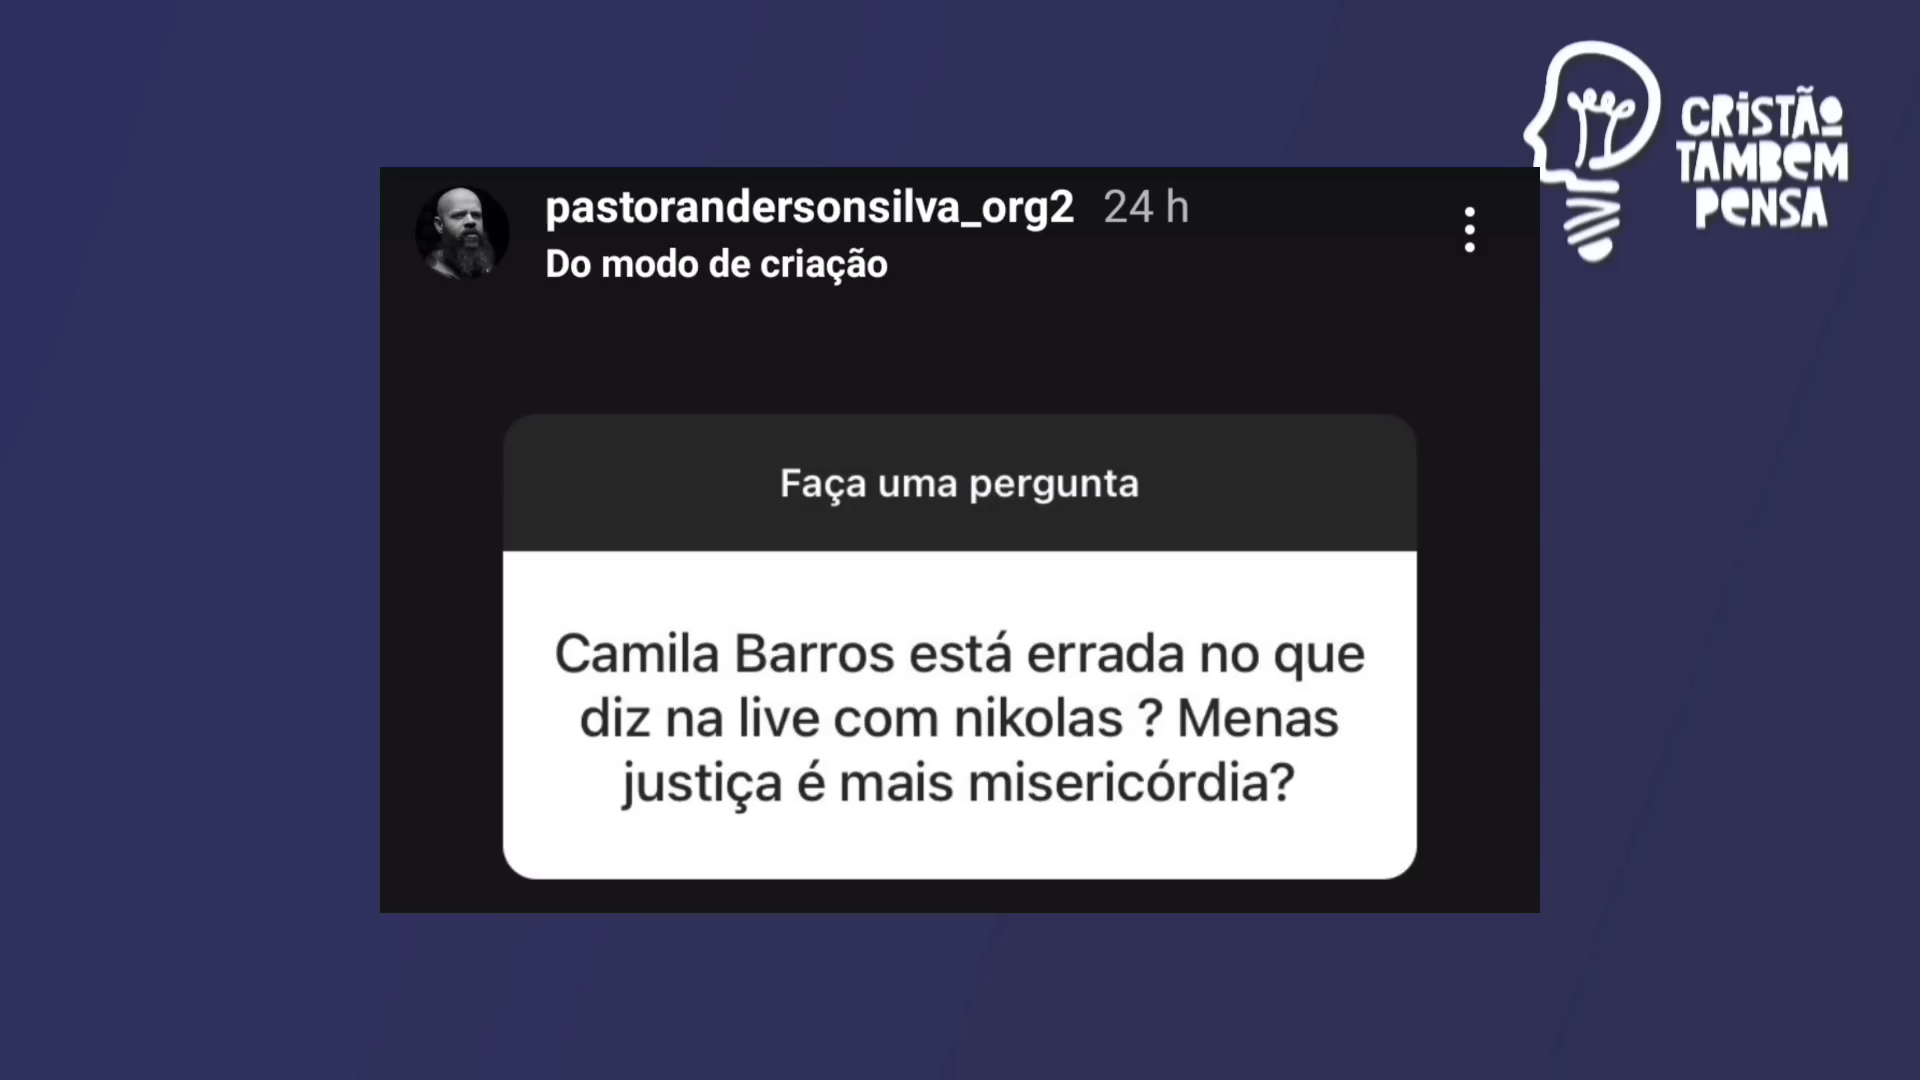 CRISTÃO
TAMBÉM
PENSA
pastorandersonsilva_org2 24 h
Do modo de criação
Faça uma pergunta
Camila Barros está errada no que
diz na live com nikolas ? Menas
justiça é mais misericórdia?